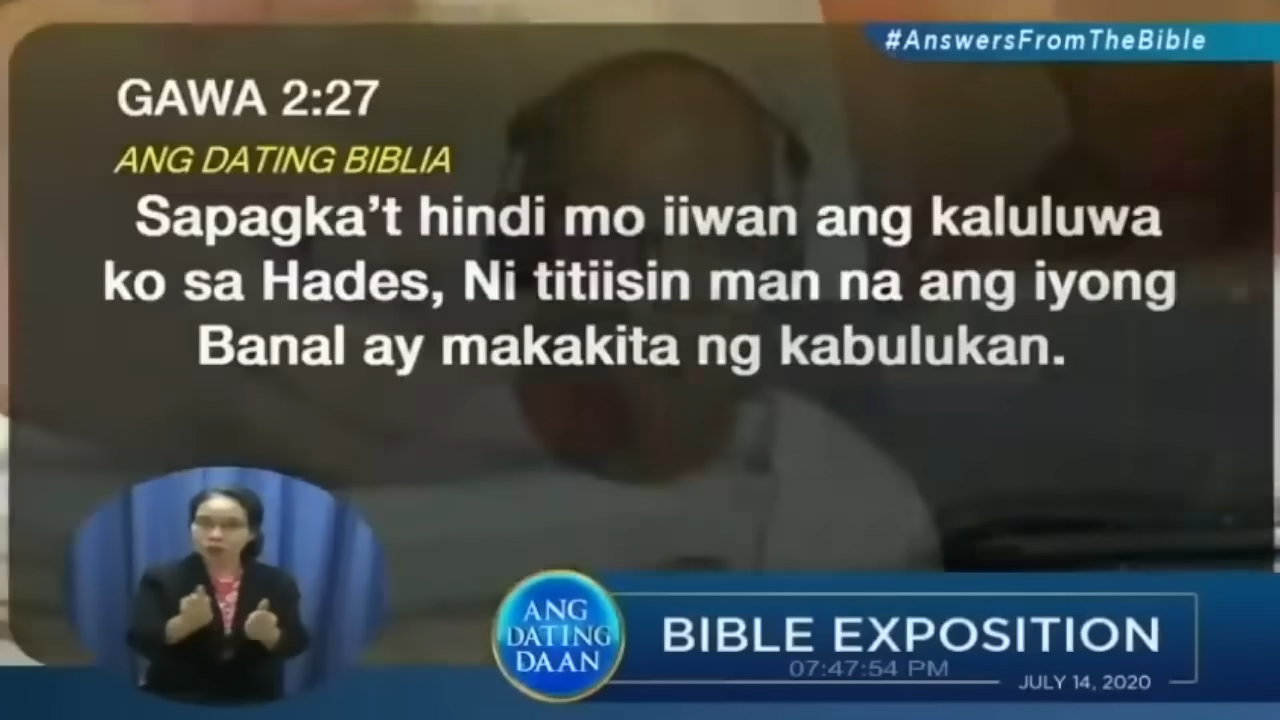 #AnswersFromTheBible
GAWA 2:27
ANG DATING BIBLIA
Sapagka't hindi mo iiwan ang kaluluwa
ko sa Hades, Ni titiisin man na ang iyong
Banal ay makakita ng kabulukan.
ANG
DATING
DAAN
BIBLE EXPOSITION
07:47:54 PM
JULY 14, 2020